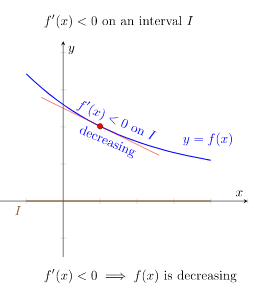 f′(x) < 0 on an interval I
y
f′(x) < 0 on I
decreasing
y = f(x)
x
I
f′(x) < 0 ⟹ f(x) is decreasing